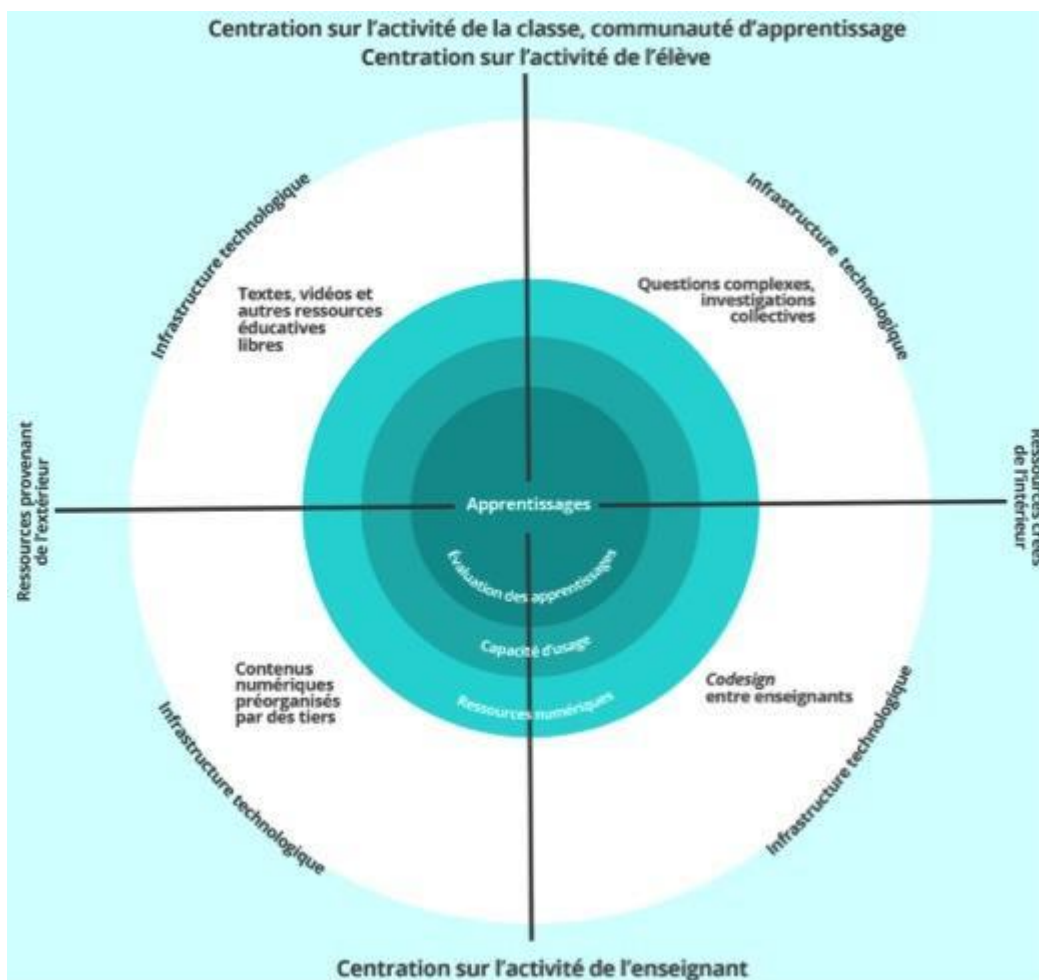 Centration sur l'activité de la classe, communauté d'apprentissage
Centration sur l'activité de l'élève
Infrastructure technologique
Infrastructure technologique
Textes, vidéos et
autres ressources
éducatives
libres
Questions complexes,
investigations
collectives
Ressources provenant
de l'extérieur
Apprentissages
Ressources créées
de l'intérieur
Évaluation des apprentissages
Capacité d'usage
Ressources numériques
Contenus
numériques
préorganisés
par des tiers
Codesign
entre enseignants
Infrastructure technologique
Infrastructure technologique
Centration sur l'activité de l'enseignant